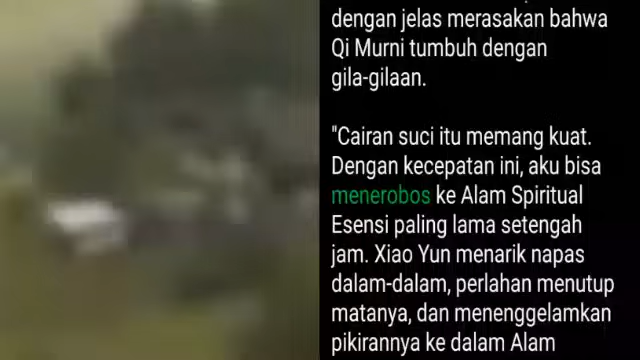 dengan jelas merasakan bahwa
Qi Murni tumbuh dengan
gila-gilaan.
"Cairan suci itu memang kuat.
Dengan kecepatan ini, aku bisa
menerobos ke Alam Spiritual
Esensi paling lama setengah
jam. Xiao Yun menarik napas
dalam-dalam, perlahan menutup
matanya, dan menenggelamkan
pikirannya ke dalam Alam